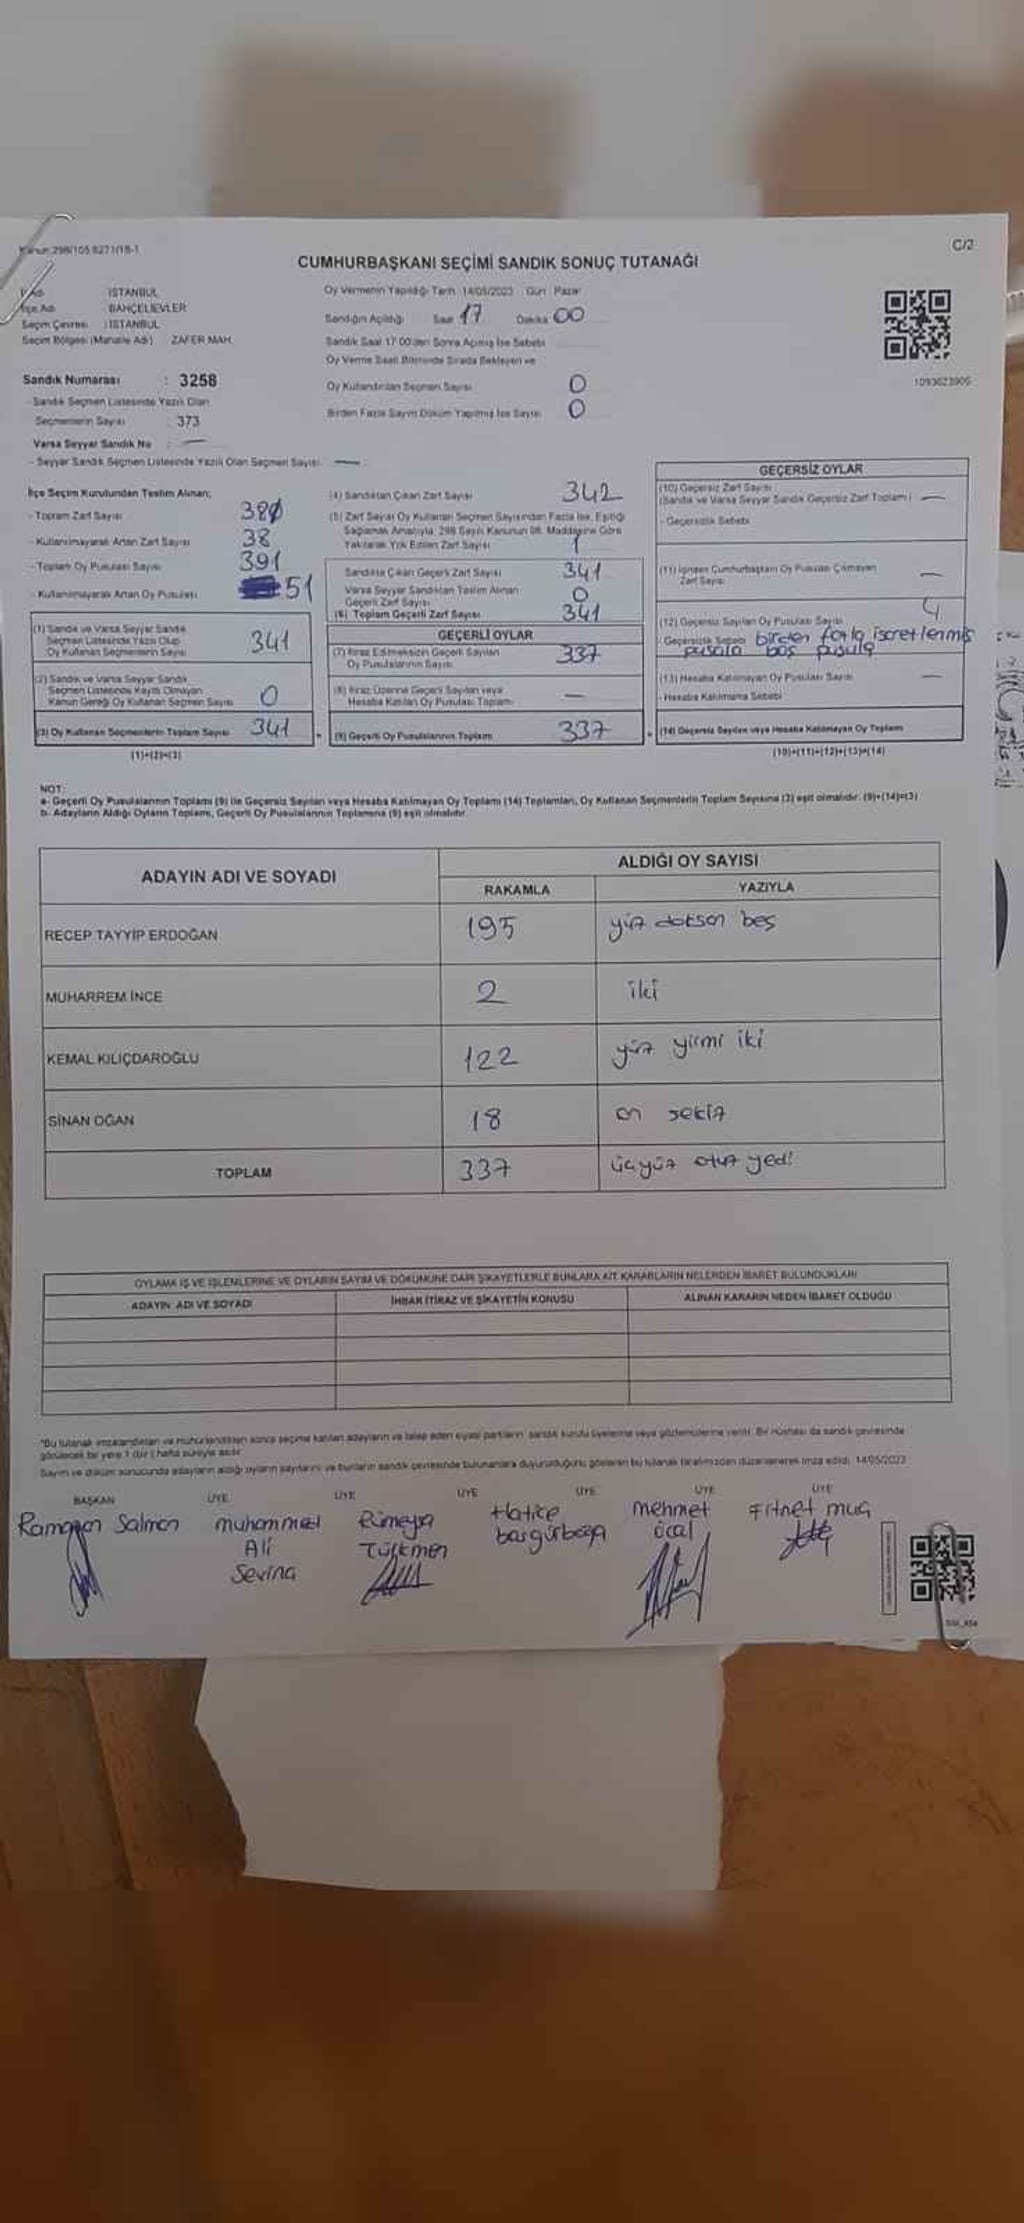 Kanun:298/105 6271/18-1
C/2
CUMHURBAŞKANI SEÇİMİ SANDIK SONUÇ TUTANAĞI
İl Adı : İSTANBUL
İlçe Adı BAHÇELİEVLER
Seçim Çevresi : İSTANBUL
Seçim Bölgesi (Mahalle Adı) ZAFER MAH.
Sandık Numarası : 3258
- Sandık Seçmen Listesinde Yazılı Olan
Seçmenlerin Sayısı : 373
Varsa Seyyar Sandık No : —
- Seyyar Sandık Seçmen Listesinde Yazılı Olan Seçmen Sayısı: —
Oy Vermenin Yapıldığı Tarih 14/05/2023 Gün Pazar
Sandığın Açıldığı Saat 17 Dakika 00
Sandık Saat 17:00'den Sonra Açılmış İse Sebebi
Oy Verme Saati Bitiminde Sırada Bekleyen ve
Oy Kullandırılan Seçmen Sayısı 0
Birden Fazla Sayım Döküm Yapılmış İse Sayısı 0
1093623905
İlçe Seçim Kurulundan Teslim Alınan;
- Toplam Zarf Sayısı 380
- Kullanılmayarak Artan Zarf Sayısı 38
- Toplam Oy Pusulası Sayısı 391
- Kullanılmayarak Artan Oy Pusulası 51
(1) Sandık ve Varsa Seyyar Sandık
Seçmen Listesinde Yazılı Olup
Oy Kullanan Seçmenlerin Sayısı 341
(2) Sandık ve Varsa Seyyar Sandık
Seçmen Listesinde Kayıtlı Olmayan
Kanun Gereği Oy Kullanan Seçmen Sayısı 0
(3) Oy Kullanan Seçmenlerin Toplam Sayısı 341
(1)+(2)=(3)
(4) Sandıktan Çıkan Zarf Sayısı 342
(5) Zarf Sayısı Oy Kullanan Seçmen Sayısından Fazla İse, Eşitliği
Sağlamak Amacıyla, 298 Sayılı Kanunun 98. Maddesine Göre
Yakılarak Yok Edilen Zarf Sayısı 1
Sandıkta Çıkan Geçerli Zarf Sayısı 341
Varsa Seyyar Sandıktan Teslim Alınan
Geçerli Zarf Sayısı 0
(6) Toplam Geçerli Zarf Sayısı 341
GEÇERLİ OYLAR
(7) İtiraz Edilmeksizin Geçerli Sayılan
Oy Pusulalarının Sayısı 337
(8) İtiraz Üzerine Geçerli Sayılan veya
Hesaba Katılan Oy Pusulası Toplamı —
(9) Geçerli Oy Pusulalarının Toplamı 337
GEÇERSİZ OYLAR
(10) Geçersiz Zarf Sayısı
(Sandık ve Varsa Seyyar Sandık Geçersiz Zarf Toplamı) —
- Geçersizlik Sebebi
(11) İçinden Cumhurbaşkanı Oy Pusulası Çıkmayan
Zarf Sayısı —
(12) Geçersiz Sayılan Oy Pusulası Sayısı 4
- Geçersizlik Sebebi birden fazla işaretlenmiş
pusula boş pusula
(13) Hesaba Katılmayan Oy Pusulası Sayısı —
- Hesaba Katılmama Sebebi
(14) Geçersiz Sayılan veya Hesaba Katılmayan Oy Toplamı
(10)+(11)+(12)+(13)=(14)
NOT:
a- Geçerli Oy Pusulalarının Toplamı (9) ile Geçersiz Sayılan veya Hesaba Katılmayan Oy Toplamı (14) Toplamları, Oy Kullanan Seçmenlerin Toplam Sayısına (3) eşit olmalıdır. (9)+(14)=(3)
b- Adayların Aldığı Oyların Toplamı, Geçerli Oy Pusulalarının Toplamına (9) eşit olmalıdır.
ADAYIN ADI VE SOYADI
ALDIĞI OY SAYISI
RAKAMLA YAZIYLA
RECEP TAYYİP ERDOĞAN 195 yüz doksan beş
MUHARREM İNCE 2 iki
KEMAL KILIÇDAROĞLU 122 yüz yirmi iki
SİNAN OĞAN 18 on sekiz
TOPLAM 337 üçyüz otuz yedi
OYLAMA İŞ VE İŞLEMLERİNE VE OYLARIN SAYIM VE DÖKÜMÜNE DAİR ŞİKAYETLERLE BUNLARA AİT KARARLARIN NELERDEN İBARET BULUNDUKLARI
ADAYIN ADI VE SOYADI İHBAR İTİRAZ VE ŞİKAYETİN KONUSU ALINAN KARARIN NEDEN İBARET OLDUĞU
*Bu tutanak imzalandıktan ve mühürlendikten sonra seçime katılan adayların ve talep eden siyasi partilerin sandık kurulu üyelerine veya gözlemcilerine verilir. Bir nüshası da sandık çevresinde
görülecek bir yere 1 (bir) hafta süreyle asılır.
Sayım ve döküm sonucunda adayların aldığı oyların sayılarını ve bunların sandık çevresinde bulunanlara duyurulduğunu gösteren bu tutanak tarafımızdan düzenlenerek imza edildi. 14/05/2023
BAŞKAN ÜYE ÜYE ÜYE ÜYE ÜYE ÜYE
Ramazan Salman
muhammed
Ali
Sevinç
Rümeysa
Türkmen
Hatice
mehmet
öcal
Fitnet